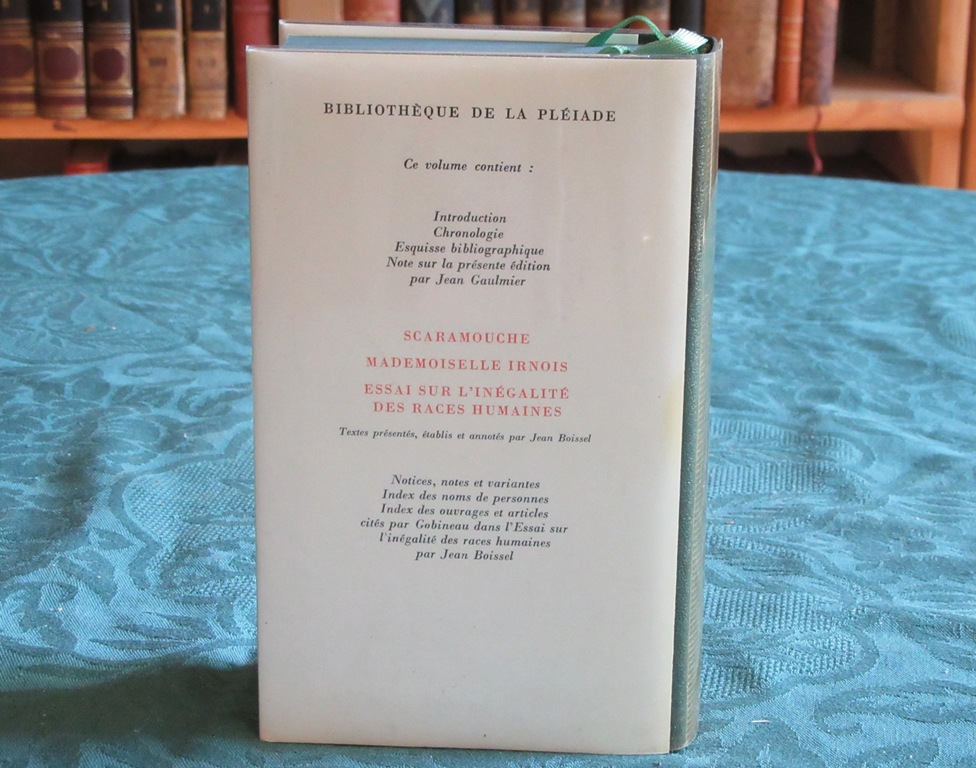 BIBLIOTHÈQUE DE LA PLÉIADE
Ce volume contient :
Introduction
Chronologie
Esquisse bibliographique
Note sur la présente édition
par Jean Gaulmier
SCARAMOUCHE
MADEMOISELLE IRNOIS
ESSAI SUR L'INÉGALITÉ
DES RACES HUMAINES
Textes présentés, établis et annotés par Jean Boissel
Notices, notes et variantes
Index des noms de personnes
Index des ouvrages et articles
cités par Gobineau dans l'Essai sur
l'inégalité des races humaines
par Jean Boissel